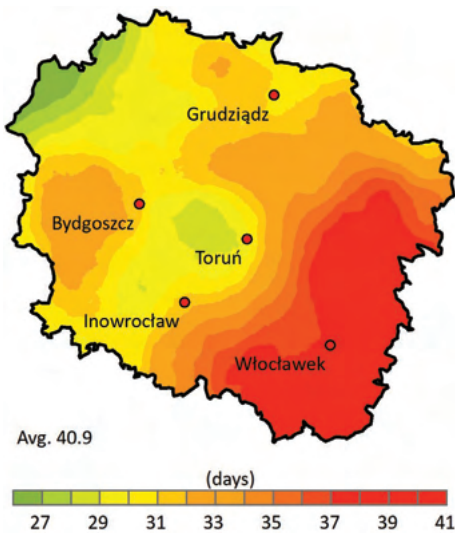 Grudziądz
Bydgoszcz
Toruń
Inowrocław
Włocławek
Avg. 40.9
(days)
27 29 31 33 35 37 39 41